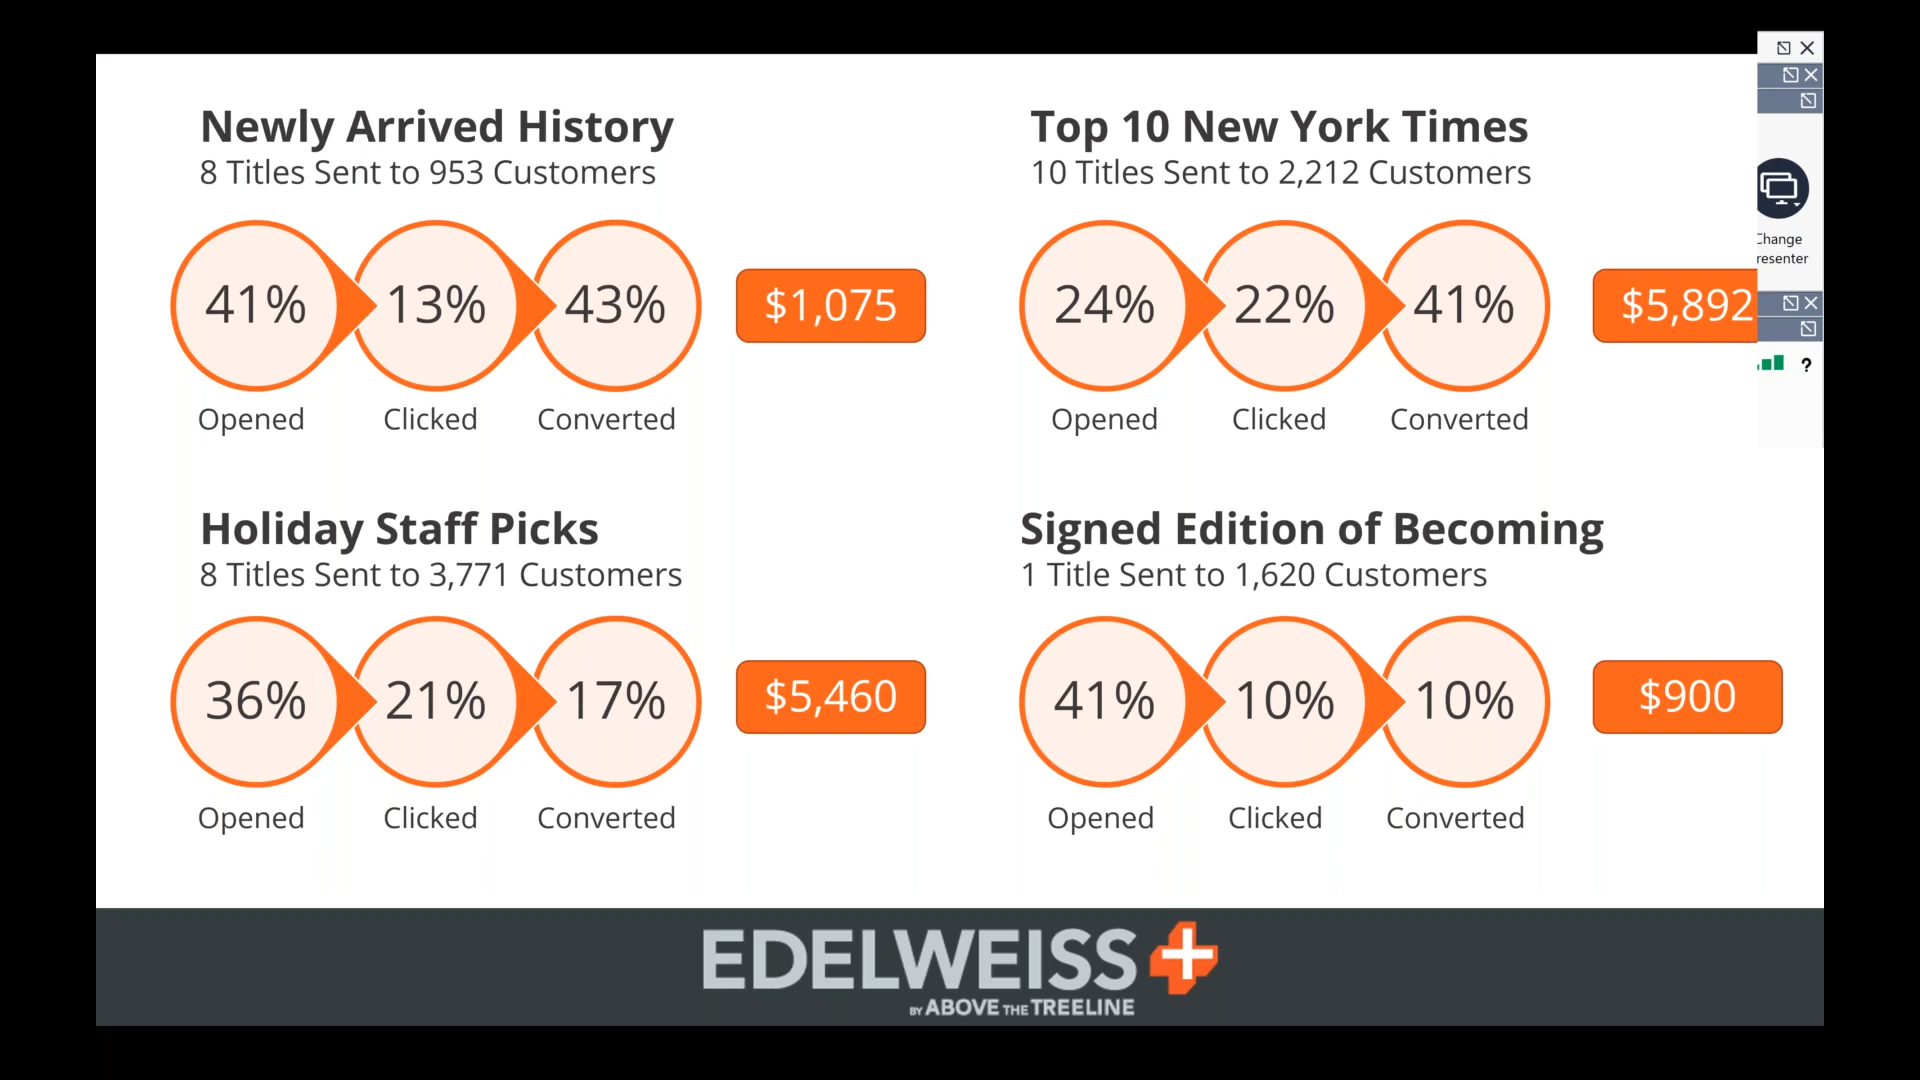 Newly Arrived History
8 Titles Sent to 953 Customers
41%
13%
43%
$1,075
Opened
Clicked
Converted
Top 10 New York Times
10 Titles Sent to 2,212 Customers
24%
22%
41%
$5,892
Opened
Clicked
Converted
Change
resenter
?
Holiday Staff Picks
8 Titles Sent to 3,771 Customers
36%
21%
17%
$5,460
Opened
Clicked
Converted
Signed Edition of Becoming
1 Title Sent to 1,620 Customers
41%
10%
10%
$900
Opened
Clicked
Converted
EDELWEISS+
BY ABOVE THE TREELINE